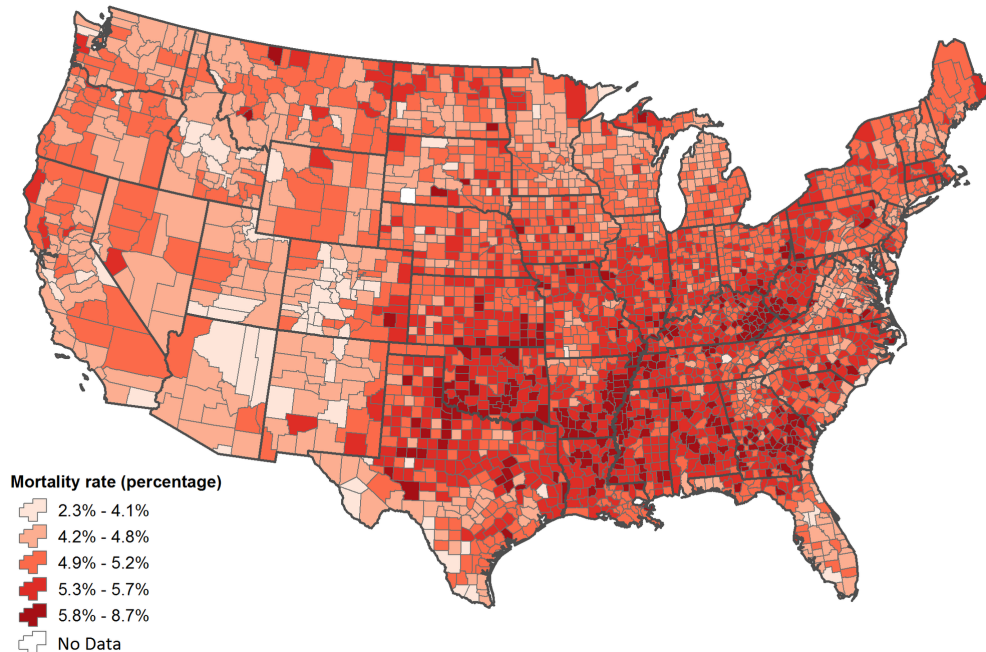 Mortality rate (percentage)
2.3% - 4.1%
4.2% - 4.8%
4.9% - 5.2%
5.3% - 5.7%
5.8% - 8.7%
No Data